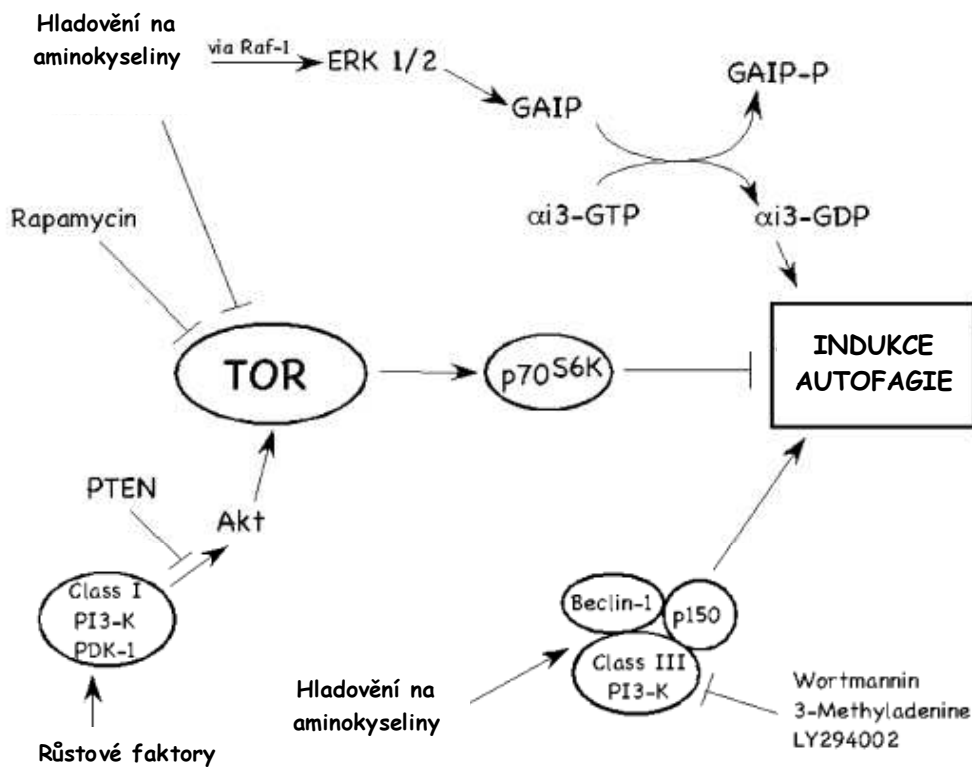 Hladovění na
aminokyseliny
via Raf-1
ERK 1/2
GAIP
GAIP-P
αi3-GTP
αi3-GDP
Rapamycin
TOR
p70S6K
INDUKCE
AUTOFAGIE
PTEN
Akt
Class I
PI3-K
PDK-1
Růstové faktory
Beclin-1
p150
Class III
PI3-K
Hladovění na
aminokyseliny
Wortmannin
3-Methyladenine
LY294002